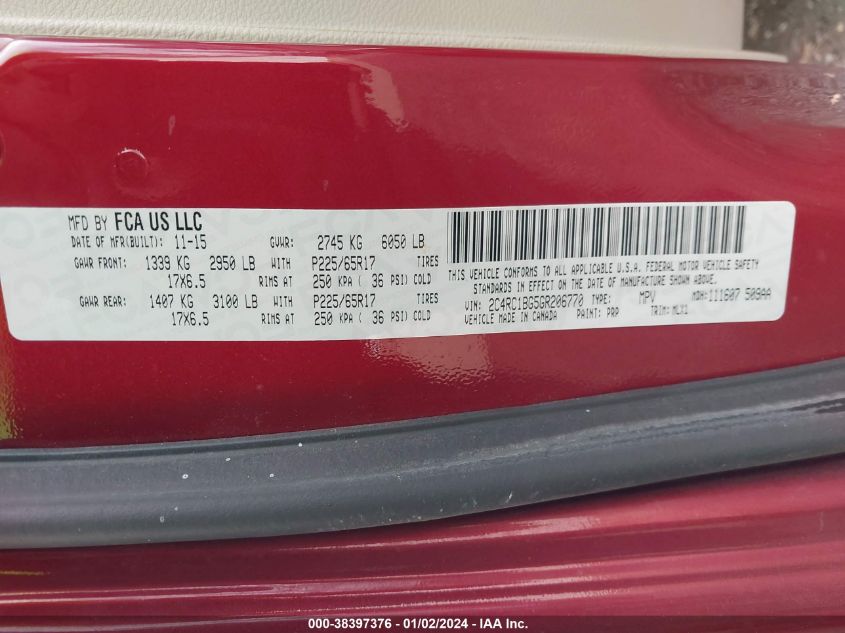 MFD BY FCA US LLC
DATE OF MFR(BUILT): 11-15 GVWR: 2745 KG 6050 LB
GAWR FRONT: 1339 KG 2950 LB WITH P225/65R17 TIRES
17X6.5 RIMS AT 250 KPA ( 36 PSI) COLD
GAWR REAR: 1407 KG 3100 LB WITH P225/65R17 TIRES
17X6.5 RIMS AT 250 KPA ( 36 PSI) COLD
THIS VEHICLE CONFORMS TO ALL APPLICABLE U.S.A. FEDERAL MOTOR VEHICLE SAFETY
STANDARDS IN EFFECT ON THE DATE OF MANUFACTURE SHOWN ABOVE.
VIN: 2C4RC1BG5GR206770 TYPE: MPV MDH: 111607 509AA
VEHICLE MADE IN CANADA PAINT: PRP TRIM: MLX1
000-38397376 - 01/02/2024 - IAA Inc.